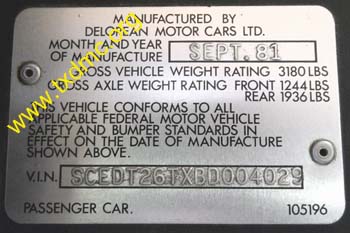 MANUFACTURED BY
DELOREAN MOTOR CARS LTD.
MONTH AND YEAR
OF MANUFACTURE SEPT. 81
GROSS VEHICLE WEIGHT RATING 3180 LBS
GROSS AXLE WEIGHT RATING FRONT 1244 LBS
REAR 1936 LBS
THIS VEHICLE CONFORMS TO ALL
APPLICABLE FEDERAL MOTOR VEHICLE
SAFETY AND BUMPER STANDARDS IN
EFFECT ON THE DATE OF MANUFACTURE
SHOWN ABOVE.
V.I.N. SCEDT26TXBD004029
PASSENGER CAR. 105196